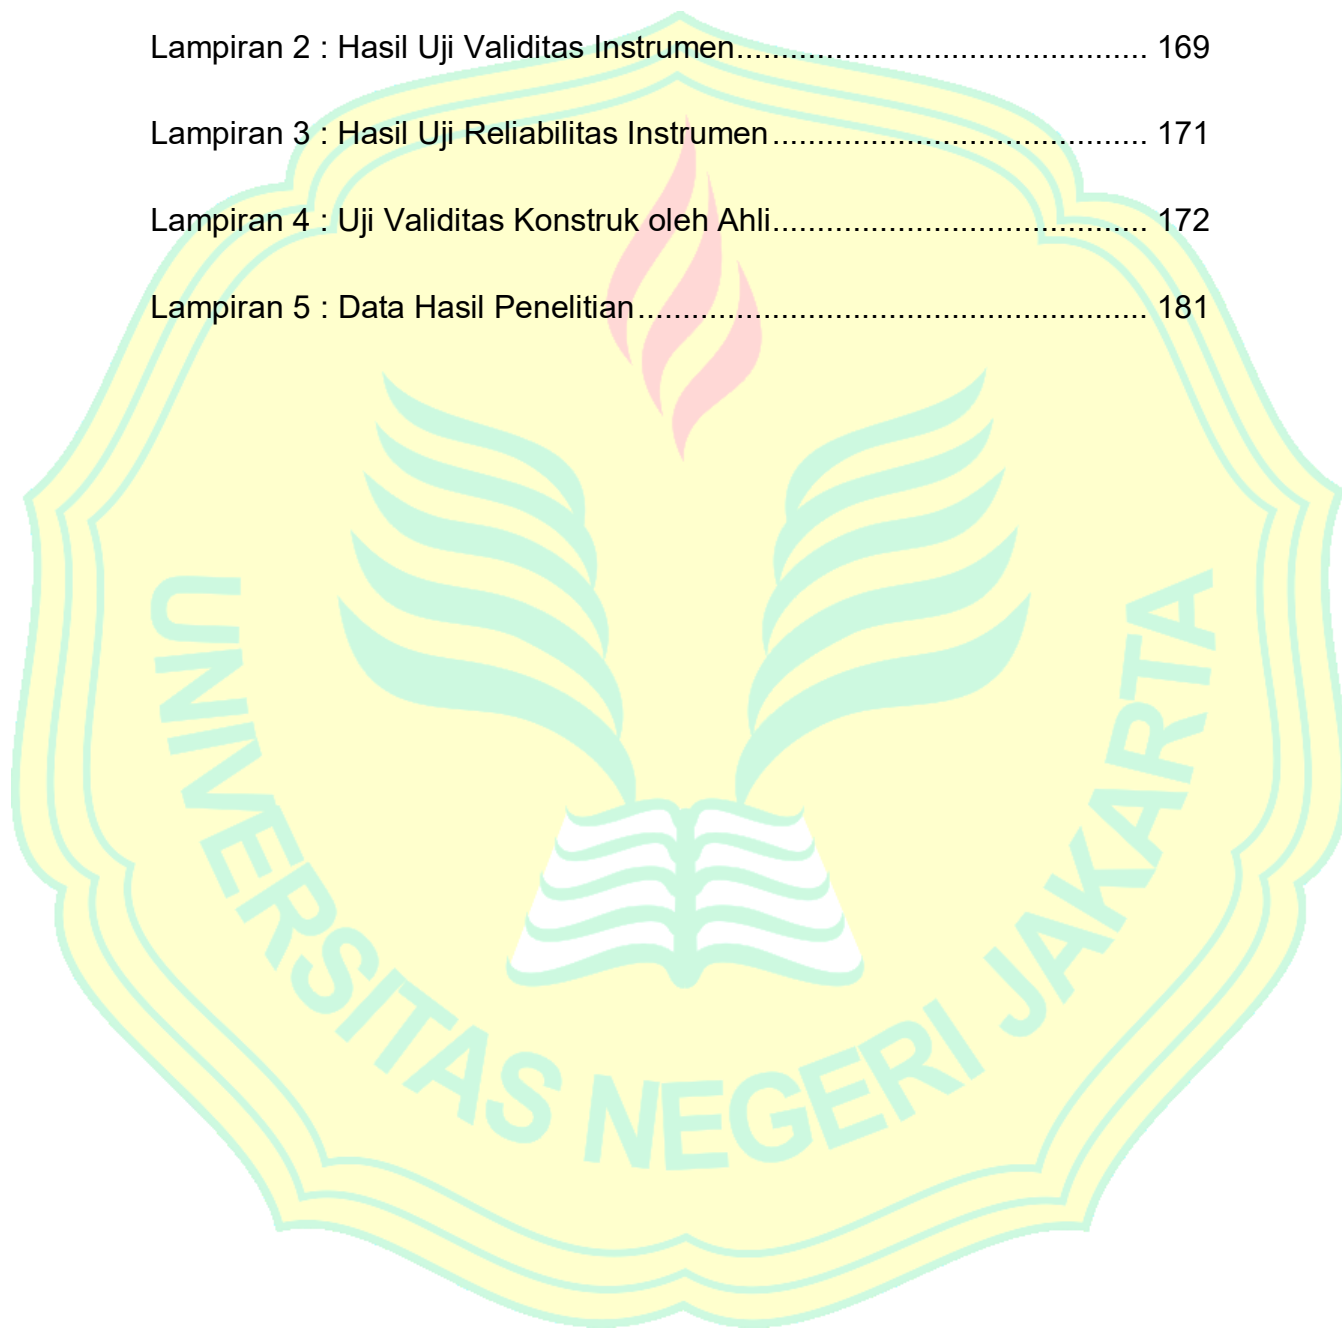 Lampiran 2 : Hasil Uji Validitas Instrumen.............................................. 169
Lampiran 3 : Hasil Uji Reliabilitas Instrumen.......................................... 171
Lampiran 4 : Uji Validitas Konstruk oleh Ahli.......................................... 172
Lampiran 5 : Data Hasil Penelitian......................................................... 181
UNIVERSITAS NEGERI JAKARTA